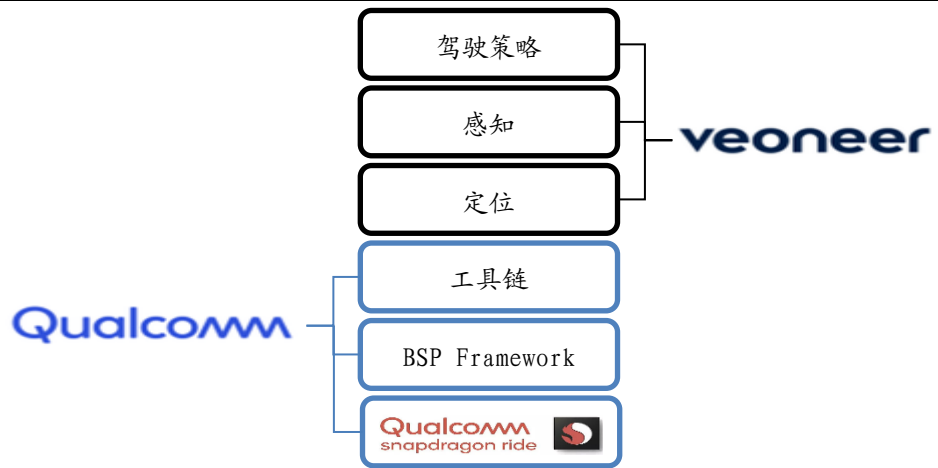 驾驶策略
感知
veoneer
定位
工具链
Qualcomm
BSP Framework
Qualcomm
snapdragon ride